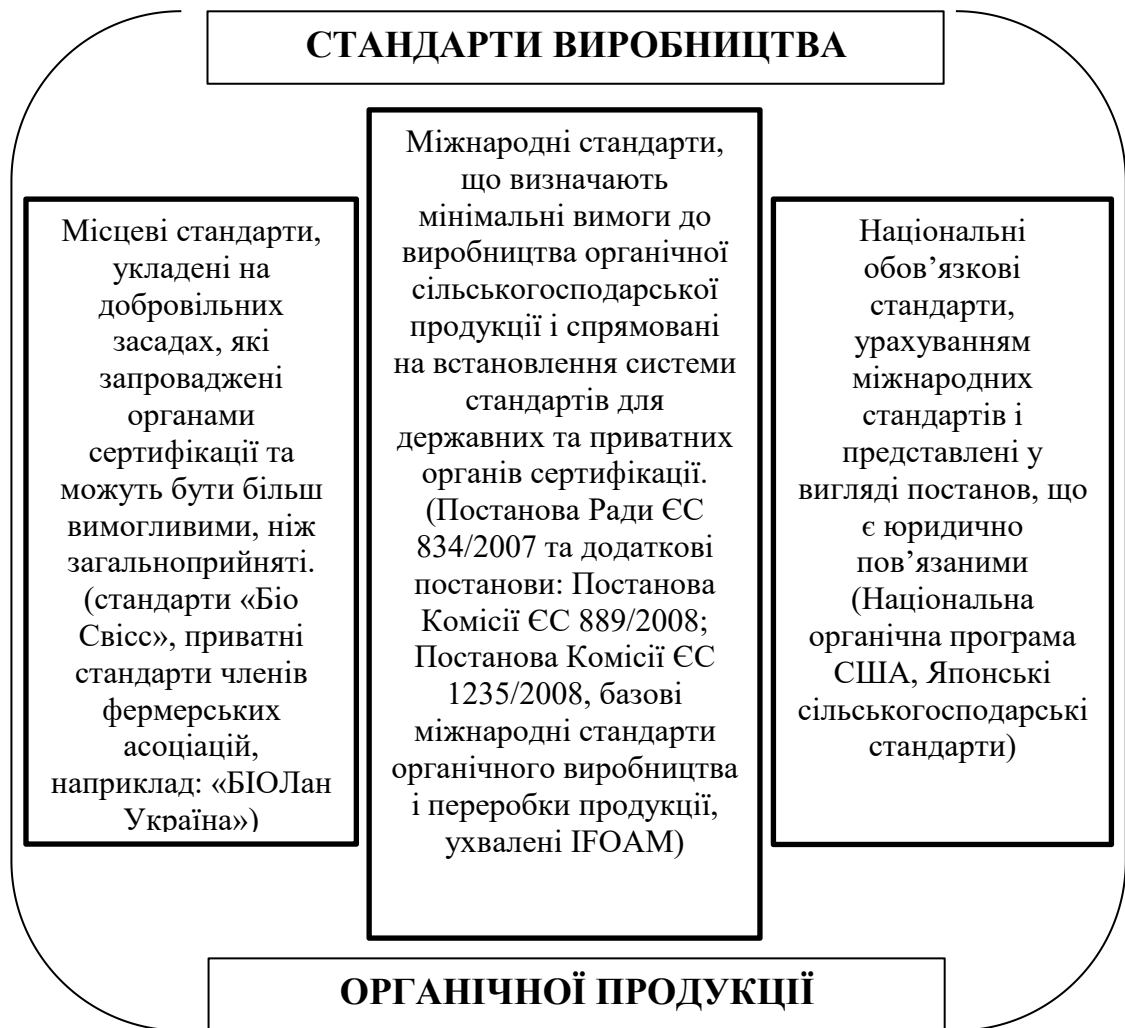 СТАНДАРТИ ВИРОБНИЦТВА
Місцеві стандарти,
укладені на
добровільних
засадах, які
запроваджені
органами
сертифікації та
можуть бути більш
вимогливими, ніж
загальноприйняті.
(стандарти «Біо
Свісс», приватні
стандарти членів
фермерських
асоціацій,
наприклад: «БІОЛан
Україна»)
Міжнародні стандарти,
що визначають
мінімальні вимоги до
виробництва органічної
сільськогосподарської
продукції і спрямовані
на встановлення системи
стандартів для
державних та приватних
органів сертифікації.
(Постанова Ради ЄС
834/2007 та додаткові
постанови: Постанова
Комісії ЄС 889/2008;
Постанова Комісії ЄС
1235/2008, базові
міжнародні стандарти
органічного виробництва
і переробки продукції,
ухвалені IFOAM)
Національні
обов’язкові
стандарти,
урахуванням
міжнародних
стандартів і
представлені у
вигляді постанов, що
є юридично
пов’язаними
(Національна
органічна програма
США, Японські
сільськогосподарські
стандарти)
ОРГАНІЧНОЇ ПРОДУКЦІЇ